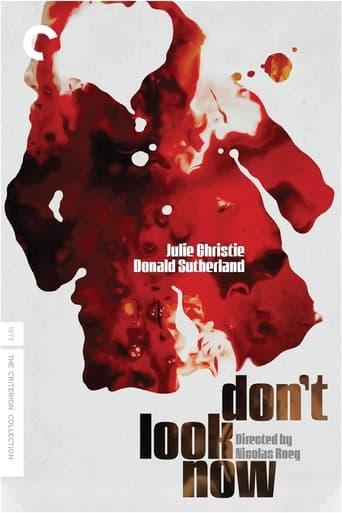 Julie Christie
Donald Sutherland
don't
look
Directed by
Nicolas Roeg
now
1973
THE CRITERION COLLECTION